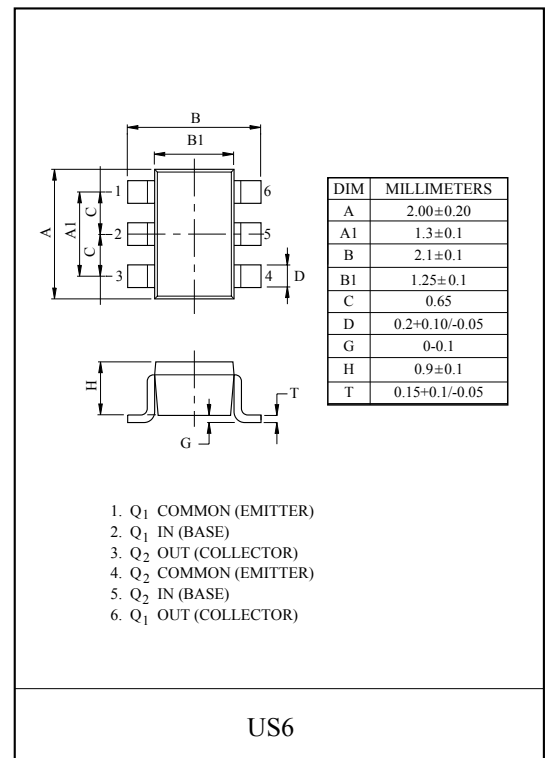 B
B1
1
6
A
A1
C
2
5
C
3
4
D
H
T
G
DIM MILLIMETERS
A 2.00±0.20
A1 1.3±0.1
B 2.1±0.1
B1 1.25±0.1
C 0.65
D 0.2+0.10/-0.05
G 0-0.1
H 0.9±0.1
T 0.15+0.1/-0.05
1. Q1 COMMON (EMITTER)
2. Q1 IN (BASE)
3. Q2 OUT (COLLECTOR)
4. Q2 COMMON (EMITTER)
5. Q2 IN (BASE)
6. Q1 OUT (COLLECTOR)
US6